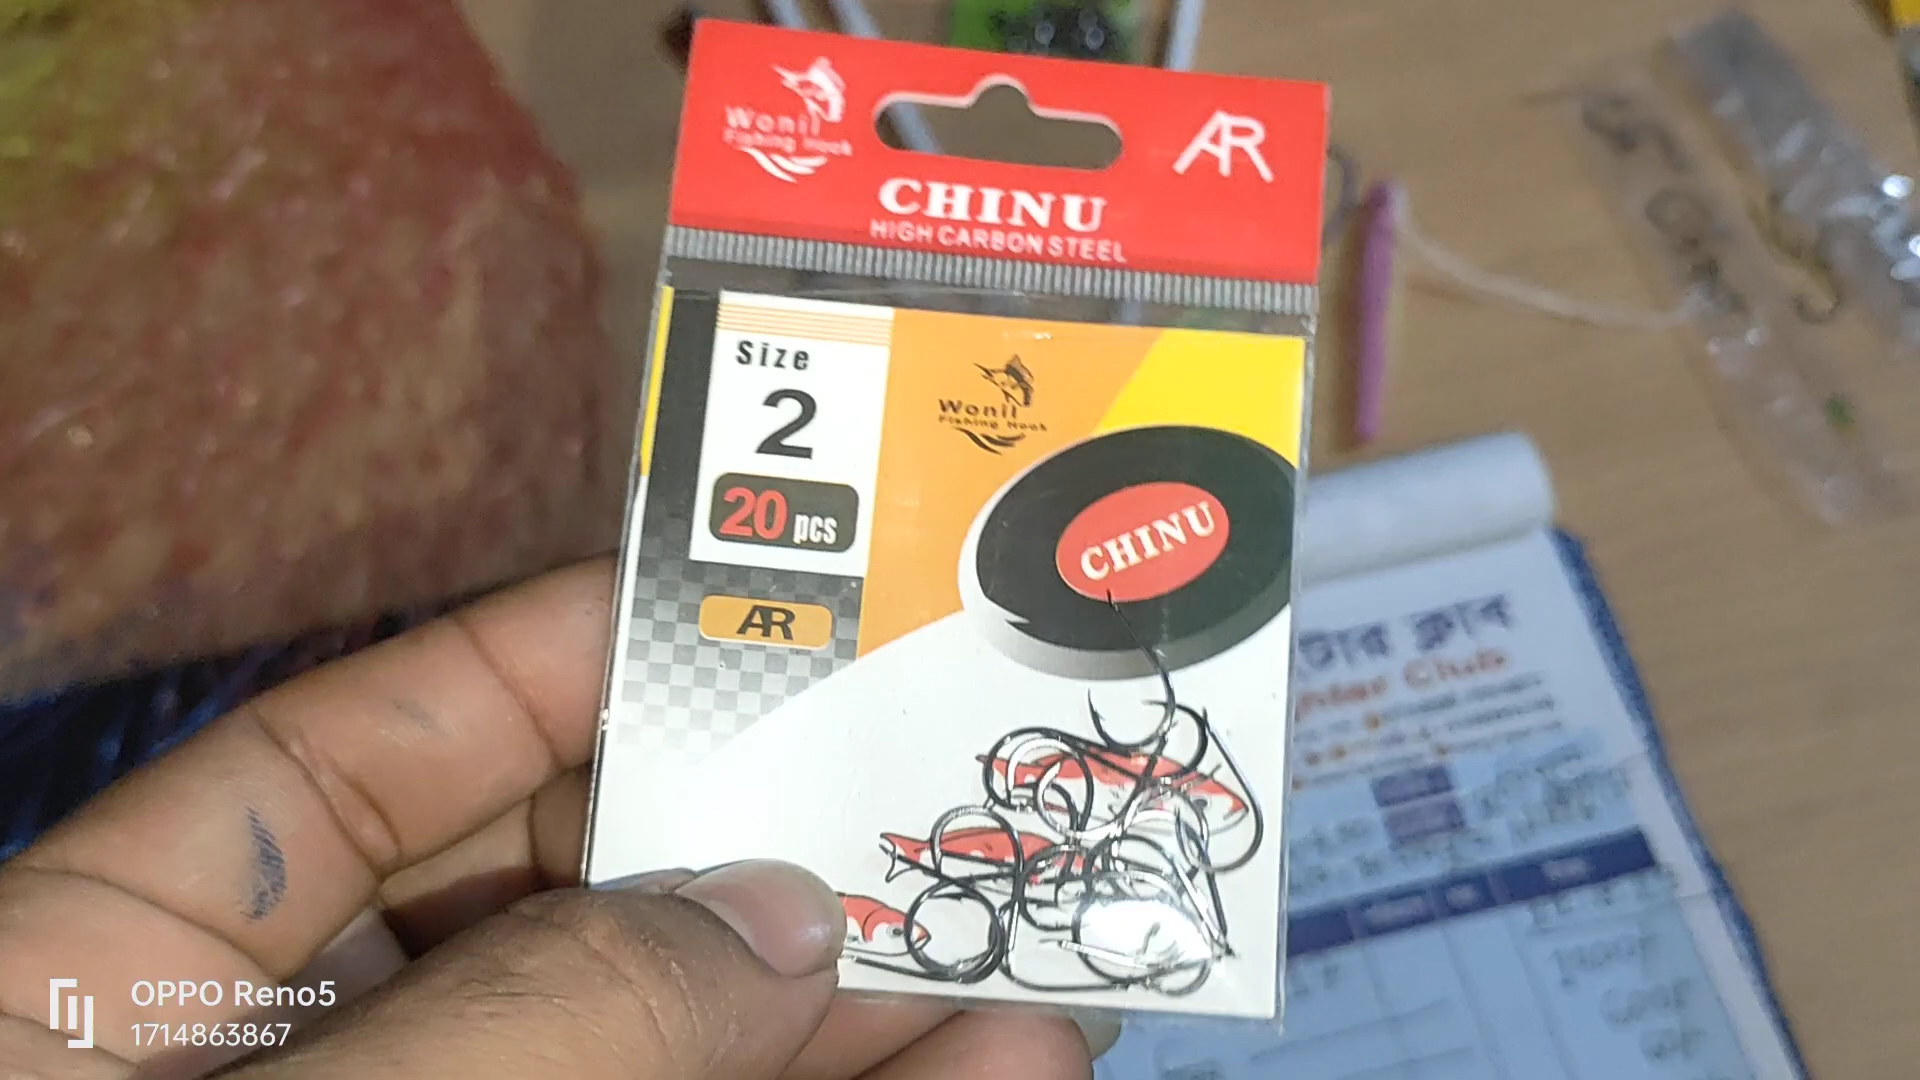 Wonil
Fishing Hook
AR
CHINU
HIGH CARBON STEEL
Size
2
20 pcs
AR
Wonil
Fishing Hook
CHINU
ক্লাব
Club
OPPO Reno5
1714863867